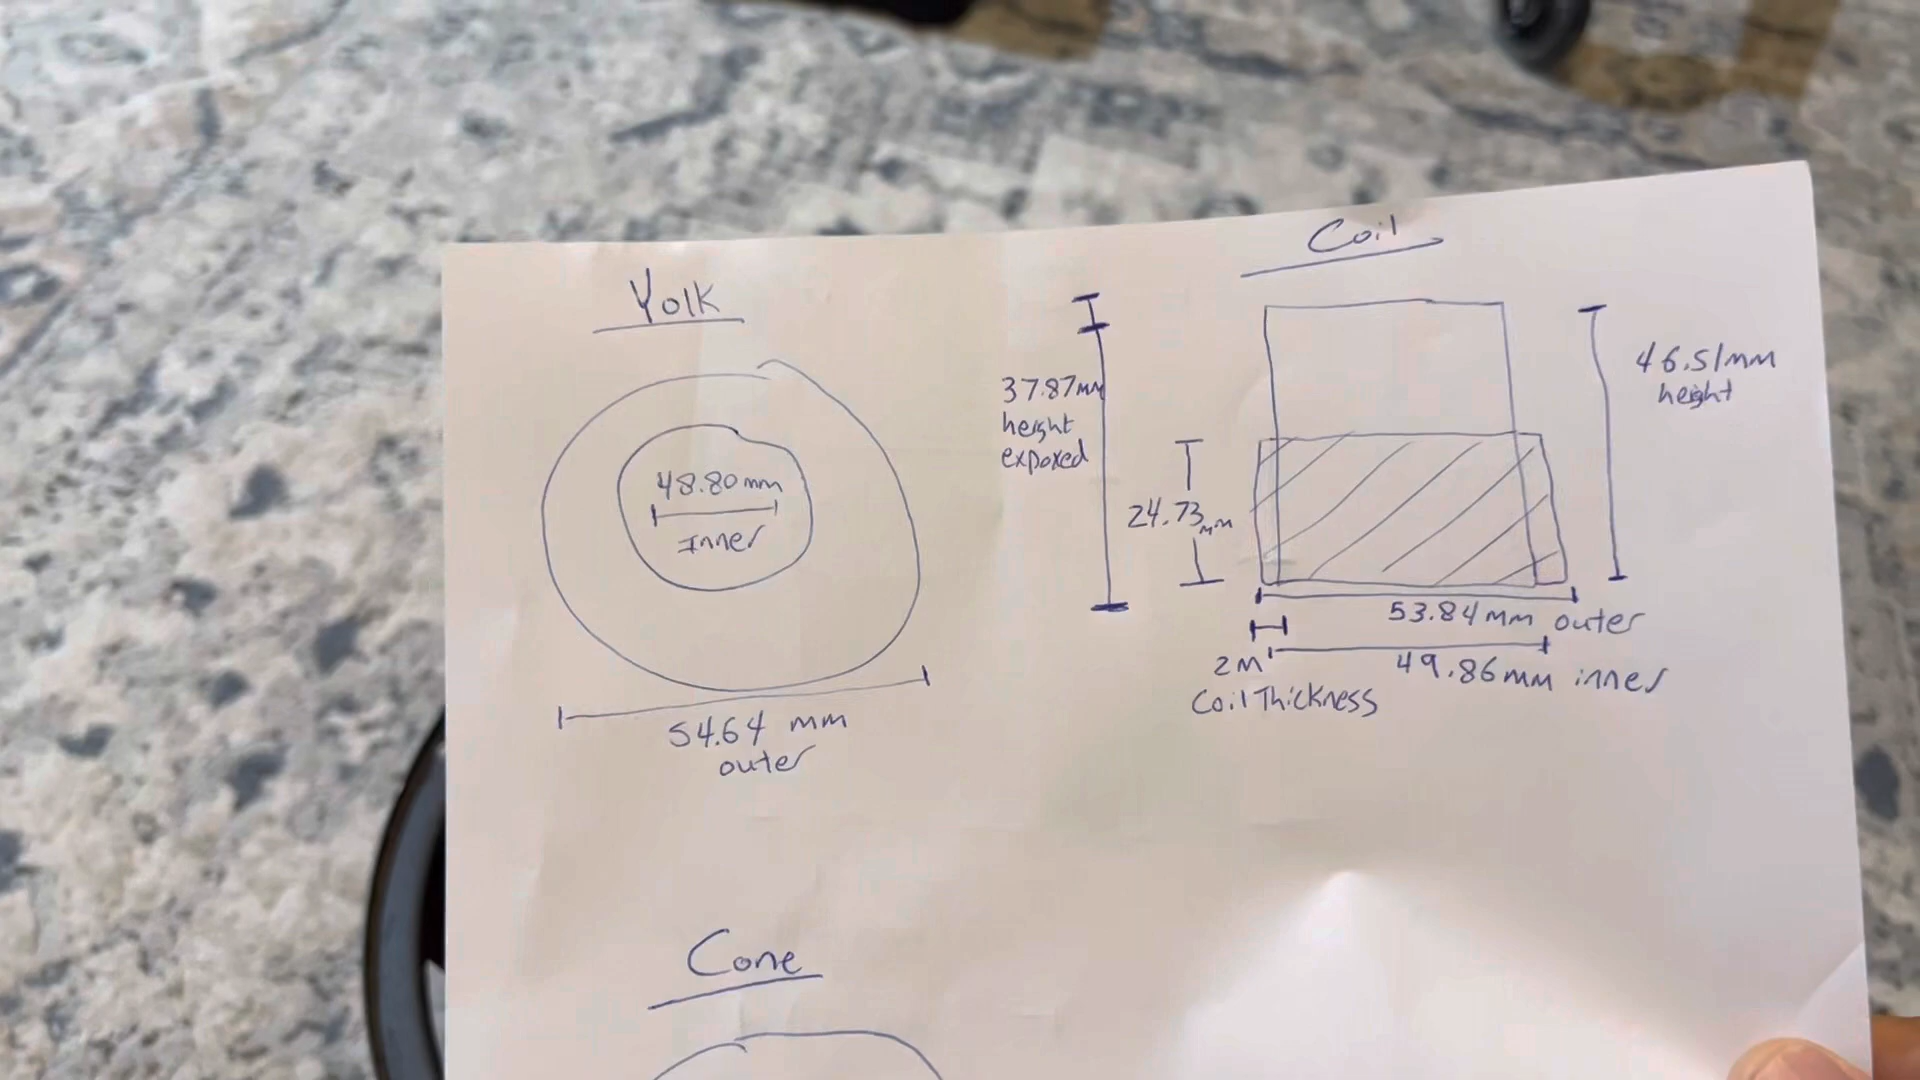 Yolk
48.80mm
Inner
54.64 mm
outer
Coil
37.87mm
height
exposed
24.73mm
46.51mm
height
53.84mm outer
2m
49.86mm inner
Coil Thickness
Cone